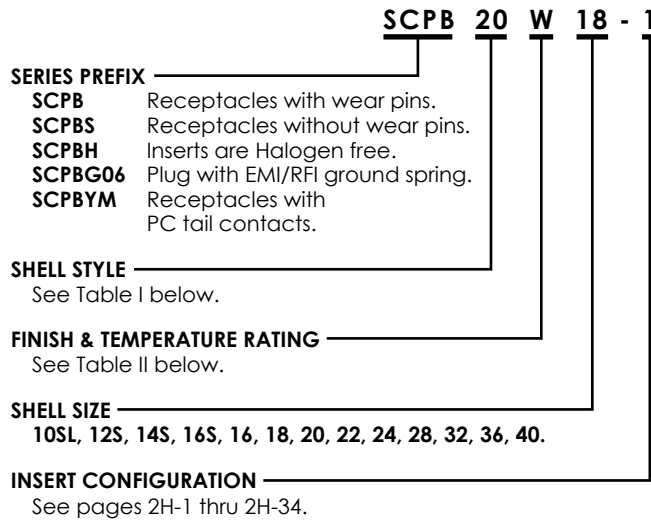 SCPB 20 W 18 - 1
SERIES PREFIX
SCPB Receptacles with wear pins.
SCPBS Receptacles without wear pins.
SCPBH Inserts are Halogen free.
SCPBG06 Plug with EMI/RFI ground spring.
SCPBYM Receptacles with
PC tail contacts.
SHELL STYLE
See Table I below.
FINISH & TEMPERATURE RATING
See Table II below.
SHELL SIZE
10SL, 12S, 14S, 16S, 16, 18, 20, 22, 24, 28, 32, 36, 40.
INSERT CONFIGURATION
See pages 2H-1 thru 2H-34.